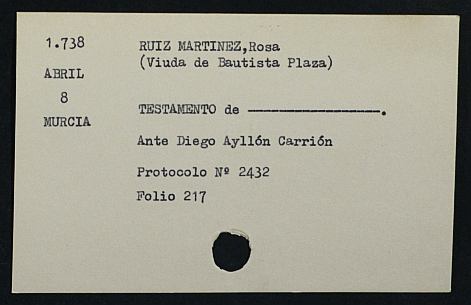 1.738
ABRIL
8
MURCIA
RUIZ MARTINEZ,Rosa
(Viuda de Bautista Plaza)
TESTAMENTO de ————————————.
Ante Diego Ayllón Carrión
Protocolo Nº 2432
Folio 217